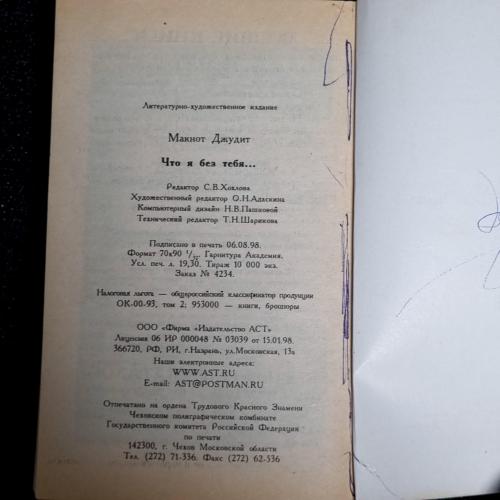 Литературно-художественное издание
Макнот Джудит
Что я без тебя...
Редактор С.В.Хохлова
Художественный редактор О.Н.Адаскина
Компьютерный дизайн Н.В.Пашковой
Технический редактор Т.Н.Шарикова
Подписано в печать 06.08.98.
Формат 70x90 1/32. Гарнитура Академия.
Усл. печ. л. 19,30. Тираж 10 000 экз.
Заказ № 4234.
Налоговая льгота — общероссийский классификатор продукции
ОК-00-93, том 2; 953000 — книги, брошюры
ООО «Фирма «Издательство АСТ»
Лицензия 06 ИР 000048 № 03039 от 15.01.98.
366720, РФ, РИ, г.Назрань, ул.Московская, 13а
Наши электронные адреса:
WWW.AST.RU
E-mail: AST@POSTMAN.RU
Отпечатано на ордена Трудового Красного Знамени
Чеховском полиграфическом комбинате
Государственного комитета Российской Федерации
по печати
142300, г. Чехов Московской области
Тел. (272) 71-336. Факс (272) 62-536